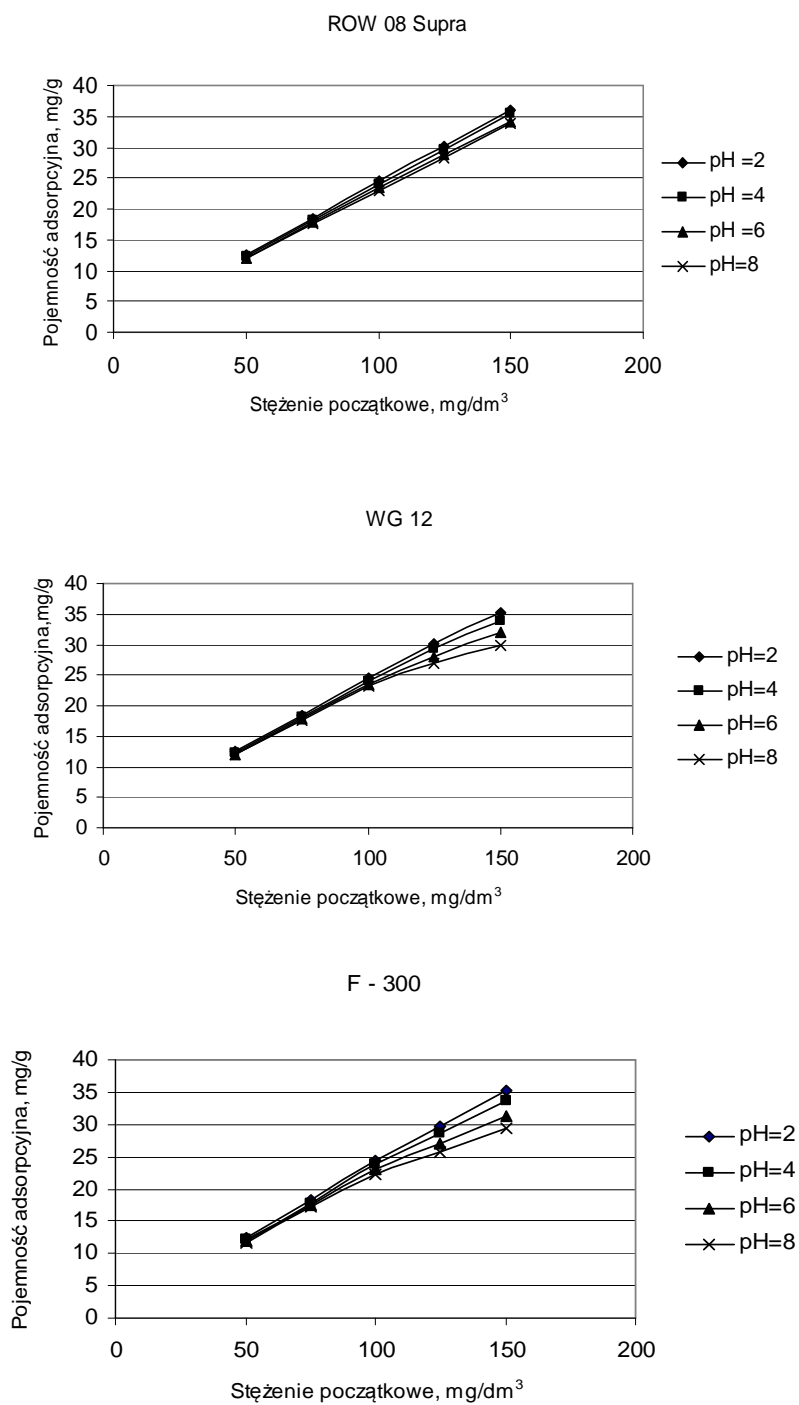 ROW 08 Supra
Pojemność adsorpcyjna, mg/g
40
35
30
25
20
15
10
5
0
0 50 100 150 200
Stężenie początkowe, mg/dm³
pH =2
pH =4
pH =6
pH=8
WG 12
Pojemność adsorpcyjna,mg/g
40
35
30
25
20
15
10
5
0
0 50 100 150 200
Stężenie początkowe, mg/dm³
pH=2
pH=4
pH=6
pH=8
F - 300
Pojemność adsorpcyjna, mg/g
40
35
30
25
20
15
10
5
0
0 50 100 150 200
Stężenie początkowe, mg/dm³
pH=2
pH=4
pH=6
pH=8